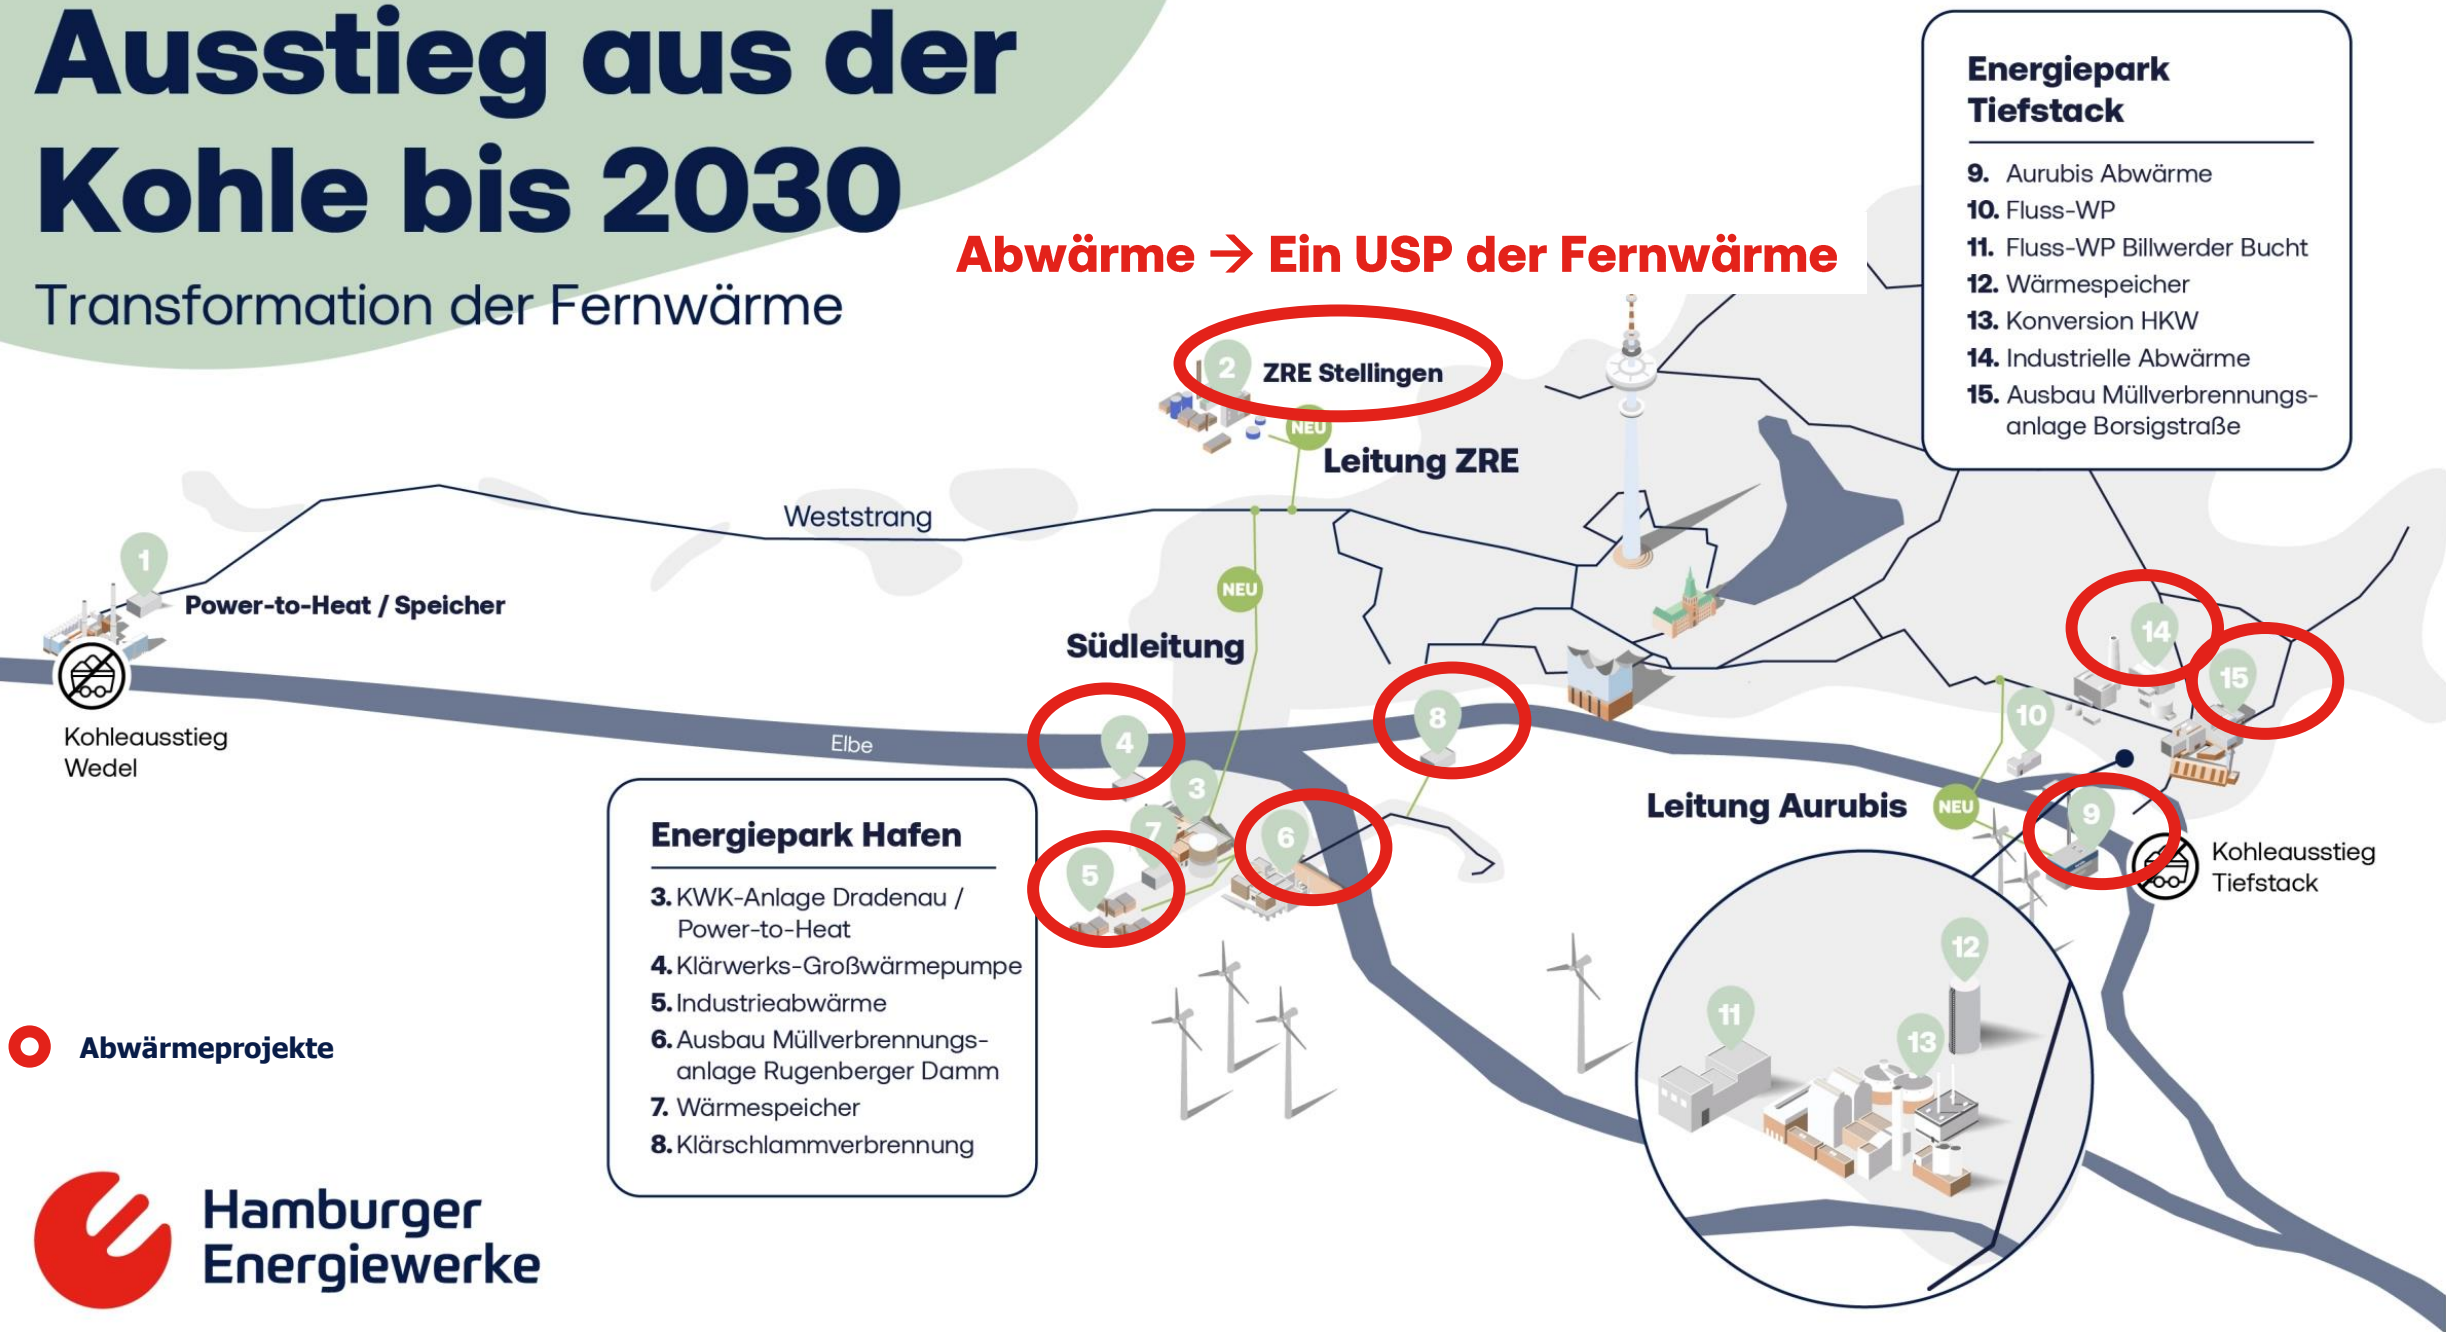 Ausstieg aus der
Kohle bis 2030
Transformation der Fernwärme
Abwärme → Ein USP der Fernwärme
Energiepark
Tiefstack
9. Aurubis Abwärme
10. Fluss-WP
11. Fluss-WP Billwerder Bucht
12. Wärmespeicher
13. Konversion HKW
14. Industrielle Abwärme
15. Ausbau Müllverbrennungs-
anlage Borsigstraße
2
ZRE Stellingen
NEU
Leitung ZRE
Weststrang
1
Power-to-Heat / Speicher
NEU
Südleitung
14
15
Kohleausstieg
Wedel
Elbe
4
8
10
3
7
6
5
Leitung Aurubis
NEU
9
Kohleausstieg
Tiefstack
Energiepark Hafen
3. KWK-Anlage Dradenau /
Power-to-Heat
4. Klärwerks-Großwärmepumpe
5. Industrieabwärme
6. Ausbau Müllverbrennungs-
anlage Rugenberger Damm
7. Wärmespeicher
8. Klärschlammverbrennung
12
11
13
Abwärmeprojekte
Hamburger
Energiewerke